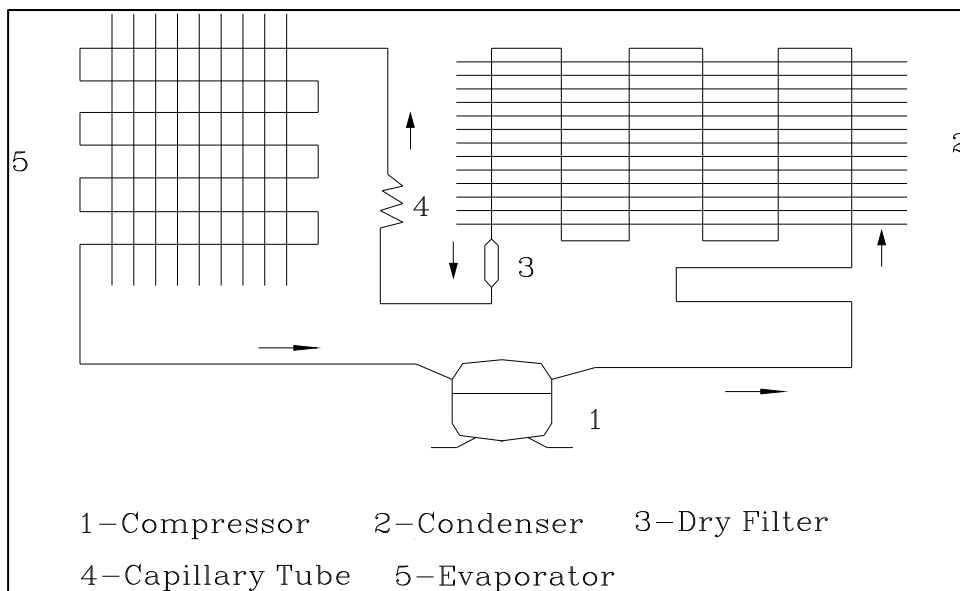 5
2
4
3
1
1-Compressor 2-Condenser 3-Dry Filter
4-Capillary Tube 5-Evaporator